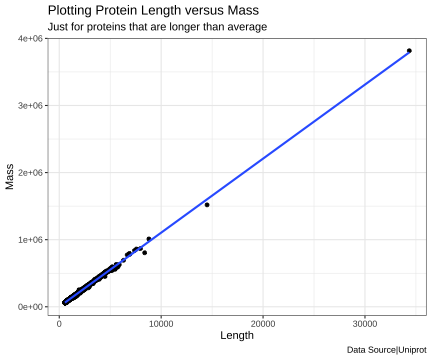 Plotting Protein Length versus Mass
Just for proteins that are longer than average
4e+06
3e+06
2e+06
1e+06
0e+00
Mass
0 10000 20000 30000
Length
Data Source|Uniprot